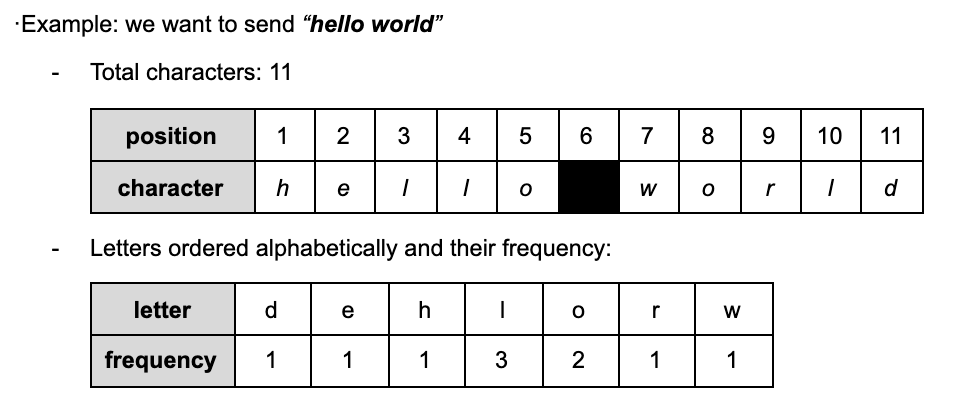 ·Example: we want to send “hello world”
- Total characters: 11
position 1 2 3 4 5 6 7 8 9 10 11
character h e l l o w o r l d
- Letters ordered alphabetically and their frequency:
letter d e h l o r w
frequency 1 1 1 3 2 1 1